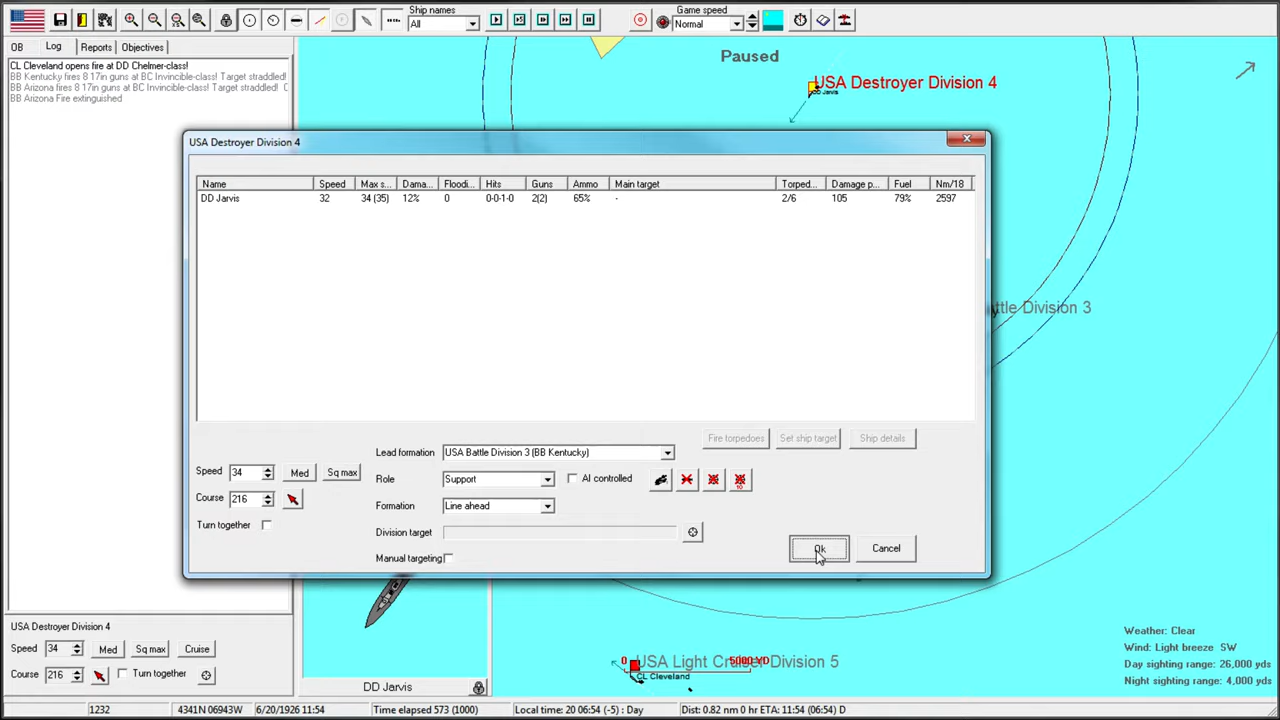 Ship names
All
Game speed
Normal
OB Log Reports Objectives
CL Cleveland opens fire at DD Chelmer-class!
BB Kentucky fires 8 17in guns at BC Invincible-class! Target straddled!
BB Arizona fires 8 17in guns at BC Invincible-class! Target straddled! C
BB Arizona Fire extinguished
Paused
USA Destroyer Division 4
DD Jarvis
USA Destroyer Division 4
Name Speed Max s... Dama... Floodi... Hits Guns Ammo Main target Torped... Damage p... Fuel Nm/18
DD Jarvis 32 34 (35) 12% 0 0-0-1-0 2(2) 65% - 2/6 105 79% 2597
attle Division 3
Fire torpedoes Set ship target Ship details
Lead formation USA Battle Division 3 (BB Kentucky)
Speed 34 Med Sq max
Role Support AI controlled
10
Course 216
Formation Line ahead
Turn together
Division target
Manual targeting
Ok Cancel
USA Destroyer Division 4
Speed 34 Med Sq max Cruise
Course 216 Turn together
DD Jarvis
0 5000 YD
USA Light Cruiser Division 5
CL Cleveland
Weather: Clear
Wind: Light breeze SW
Day sighting range: 26,000 yds
Night sighting range: 4,000 yds
1232 4341N 06943W 6/20/1926 11:54 Time elapsed 573 (1000) Local time: 20 06:54 (-5) : Day Dist: 0.82 nm 0 hr ETA: 11:54 (06:54) D